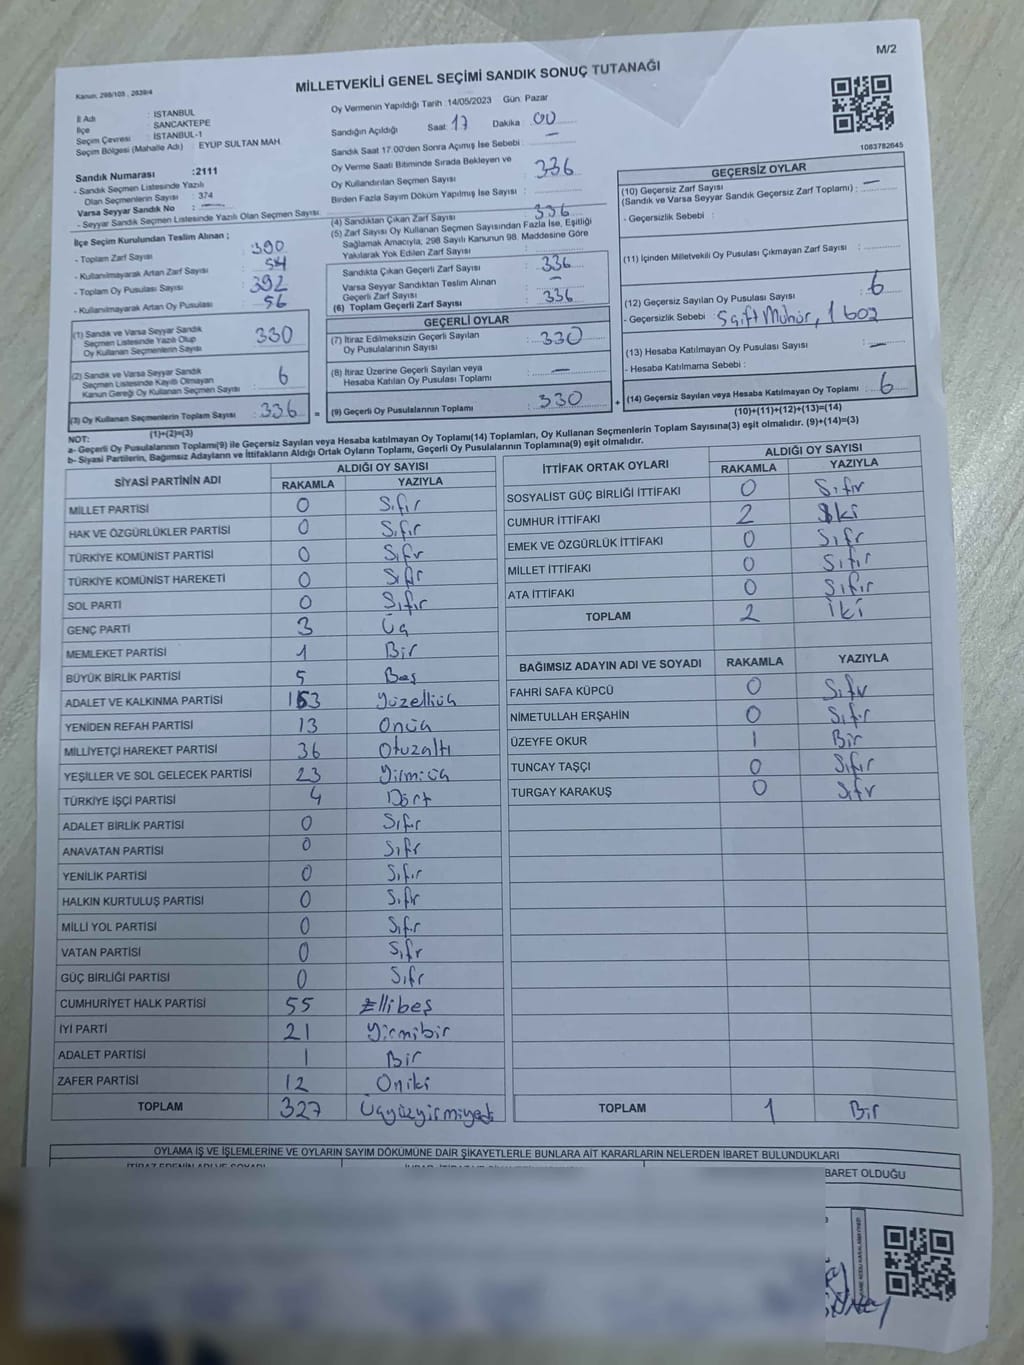 M/2
MİLLETVEKİLİ GENEL SEÇİMİ SANDIK SONUÇ TUTANAĞI
Kanun: 298/105 , 2839/4
İl Adı : İSTANBUL
İlçe : SANCAKTEPE
Seçim Çevresi : İSTANBUL-1
Seçim Bölgesi (Mahalle Adı) : EYÜP SULTAN MAH.
Sandık Numarası :2111
- Sandık Seçmen Listesinde Yazılı
Olan Seçmenlerin Sayısı : 374
Varsa Seyyar Sandık No : —
- Seyyar Sandık Seçmen Listesinde Yazılı Olan Seçmen Sayısı
İlçe Seçim Kurulundan Teslim Alınan ;
- Toplam Zarf Sayısı : 390
- Kullanılmayarak Artan Zarf Sayısı : 54
- Toplam Oy Pusulası Sayısı : 392
- Kullanılmayarak Artan Oy Pusulası : 56
(1) Sandık ve Varsa Seyyar Sandık
Seçmen Listesinde Yazılı Olup
Oy Kullanan Seçmenlerin Sayısı : 330
(2) Sandık ve Varsa Seyyar Sandık
Seçmen Listesinde Kayıtlı Olmayan
Kanun Gereği Oy Kullanan Seçmen Sayısı : 6
(3) Oy Kullanan Seçmenlerin Toplam Sayısı : 336 =
(1)+(2)=(3)
Oy Vermenin Yapıldığı Tarih :14/05/2023 Gün: Pazar
Sandığın Açıldığı Saat: 17 Dakika : 00
Sandık Saat 17:00'den Sonra Açımış İse Sebebi : —
Oy Verme Saati Bitiminde Sırada Bekleyen ve
Oy Kullandırılan Seçmen Sayısı : 336
Birden Fazla Sayım Döküm Yapılmış İse Sayısı :
(4) Sandıktan Çıkan Zarf Sayısı : 336
(5) Zarf Sayısı Oy Kullanan Seçmen Sayısından Fazla İse, Eşitliği
Sağlamak Amacıyla, 298 Sayılı Kanunun 98. Maddesine Göre
Yakılarak Yok Edilen Zarf Sayısı :
Sandıkta Çıkan Geçerli Zarf Sayısı : 336
Varsa Seyyar Sandıktan Teslim Alınan
Geçerli Zarf Sayısı : —
(6) Toplam Geçerli Zarf Sayısı : 336
GEÇERLİ OYLAR
(7) İtiraz Edilmeksizin Geçerli Sayılan
Oy Pusulalarının Sayısı : 330
(8) İtiraz Üzerine Geçerli Sayılan veya
Hesaba Katılan Oy Pusulası Toplamı : —
(9) Geçerli Oy Pusulalarının Toplamı : 330 +
1083782645
GEÇERSİZ OYLAR
(10) Geçersiz Zarf Sayısı : —
(Sandık ve Varsa Seyyar Sandık Geçersiz Zarf Toplamı)
- Geçersizlik Sebebi :
(11) İçinden Milletvekili Oy Pusulası Çıkmayan Zarf Sayısı :
(12) Geçersiz Sayılan Oy Pusulası Sayısı : 6
- Geçersizlik Sebebi :
(13) Hesaba Katılmayan Oy Pusulası Sayısı : —
- Hesaba Katılmama Sebebi :
(14) Geçersiz Sayılan veya Hesaba Katılmayan Oy Toplamı : 6
(10)+(11)+(12)+(13)=(14)
NOT:
a- Geçerli Oy Pusulalarının Toplamı(9) ile Geçersiz Sayılan veya Hesaba katılmayan Oy Toplamı(14) Toplamları, Oy Kullanan Seçmenlerin Toplam Sayısına(3) eşit olmalıdır. (9)+(14)=(3)
b- Siyasi Partilerin, Bağımsız Adayların ve İttifakların Aldığı Ortak Oyların Toplamı, Geçerli Oy Pusulalarının Toplamına(9) eşit olmalıdır.
SİYASİ PARTİNİN ADI ALDIĞI OY SAYISI
RAKAMLA YAZIYLA
MİLLET PARTİSİ 0 Sıfır
HAK VE ÖZGÜRLÜKLER PARTİSİ 0 Sıfır
TÜRKİYE KOMÜNİST PARTİSİ 0 Sıfır
TÜRKİYE KOMÜNİST HAREKETİ 0 Sıfır
SOL PARTİ 0 Sıfır
GENÇ PARTİ 3 Üç
MEMLEKET PARTİSİ 1 Bir
BÜYÜK BİRLİK PARTİSİ 5 Beş
ADALET VE KALKINMA PARTİSİ 153 Yüzelliüç
YENİDEN REFAH PARTİSİ 13 Onüç
MİLLİYETÇİ HAREKET PARTİSİ 36 Otuzaltı
YEŞİLLER VE SOL GELECEK PARTİSİ 23 Yirmiüç
TÜRKİYE İŞÇİ PARTİSİ 4 Dört
ADALET BİRLİK PARTİSİ 0 Sıfır
ANAVATAN PARTİSİ 0 Sıfır
YENİLİK PARTİSİ 0 Sıfır
HALKIN KURTULUŞ PARTİSİ 0 Sıfır
MİLLİ YOL PARTİSİ 0 Sıfır
VATAN PARTİSİ 0 Sıfır
GÜÇ BİRLİĞİ PARTİSİ 0 Sıfır
CUMHURİYET HALK PARTİSİ 55 Ellibeş
İYİ PARTİ 21 Yirmibir
ADALET PARTİSİ 1 Bir
ZAFER PARTİSİ 12 Oniki
TOPLAM 327 Üçyüzyirmiyedi
İTTİFAK ORTAK OYLARI ALDIĞI OY SAYISI
RAKAMLA YAZIYLA
SOSYALİST GÜÇ BİRLİĞİ İTTİFAKI 0 Sıfır
CUMHUR İTTİFAKI 2 İki
EMEK VE ÖZGÜRLÜK İTTİFAKI 0 Sıfır
MİLLET İTTİFAKI 0 Sıfır
ATA İTTİFAKI 0 Sıfır
TOPLAM 2 İki
BAĞIMSIZ ADAYIN ADI VE SOYADI RAKAMLA YAZIYLA
FAHRİ SAFA KÜPCÜ 0 Sıfır
NİMETULLAH ERŞAHİN 0 Sıfır
ÜZEYFE OKUR 1 Bir
TUNCAY TAŞÇI 0 Sıfır
TURGAY KARAKUŞ 0 Sıfır
TOPLAM 1 Bir
OYLAMA İŞ VE İŞLEMLERİNE VE OYLARIN SAYIM DÖKÜMÜNE DAİR ŞİKAYETLERLE BUNLARA AİT KARARLARIN NELERDEN İBARET BULUNDUKLARI
BARET OLDUĞU